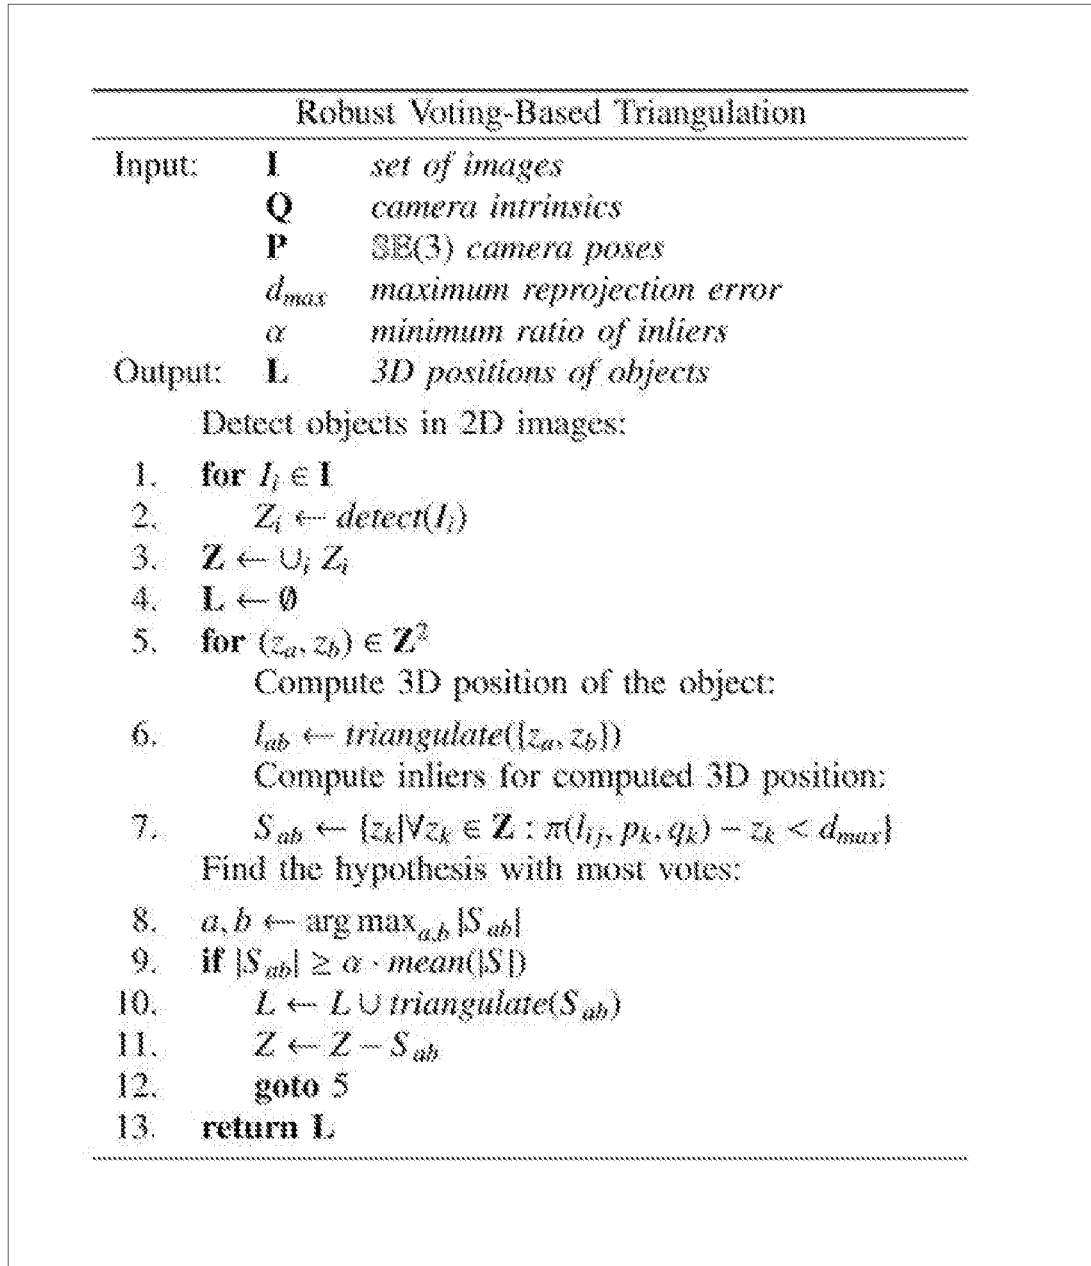 Robust Voting-Based Triangulation
Input: I set of images
Q camera intrinsics
P 𝕊𝔼(3) camera poses
d_max maximum reprojection error
α minimum ratio of inliers
Output: L 3D positions of objects
Detect objects in 2D images:
1. for I_i ∈ I
2. Z_i ← detect(I_i)
3. Z ← ∪_i Z_i
4. L ← ∅
5. for (z_a, z_b) ∈ Z²
Compute 3D position of the object:
6. l_ab ← triangulate({z_a, z_b})
Compute inliers for computed 3D position:
7. S_ab ← {z_k|∀z_k ∈ Z : π(l_ij, p_k, q_k) − z_k < d_max}
Find the hypothesis with most votes:
8. a, b ← arg max_a,b |S_ab|
9. if |S_ab| ≥ α · mean(|S|)
10. L ← L ∪ triangulate(S_ab)
11. Z ← Z − S_ab
12. goto 5
13. return L